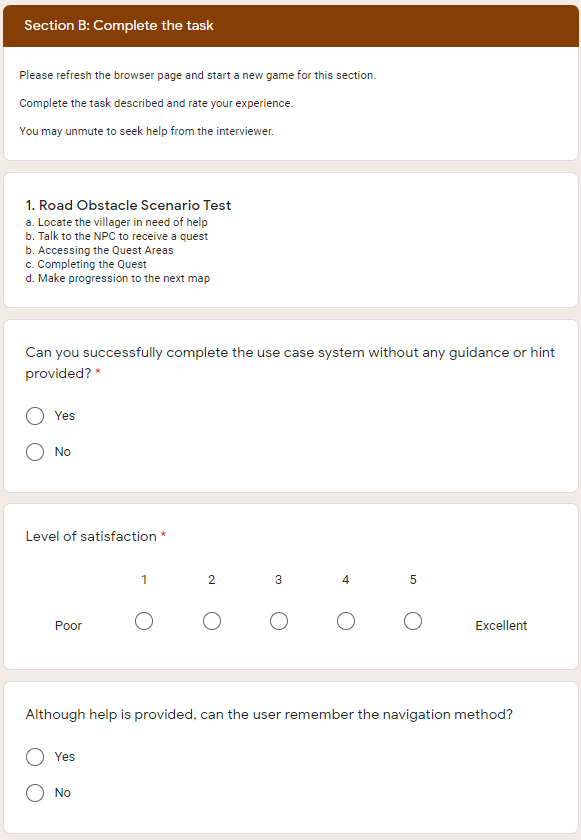 Section B: Complete the task
Please refresh the browser page and start a new game for this section.
Complete the task described and rate your experience.
You may unmute to seek help from the interviewer.
1. Road Obstacle Scenario Test
a. Locate the villager in need of help
b. Talk to the NPC to receive a quest
b. Accessing the Quest Areas
c. Completing the Quest
d. Make progression to the next map
Can you successfully complete the use case system without any guidance or hint
provided? *
Yes
No
Level of satisfaction *
1 2 3 4 5
Poor Excellent
Although help is provided, can the user remember the navigation method?
Yes
No